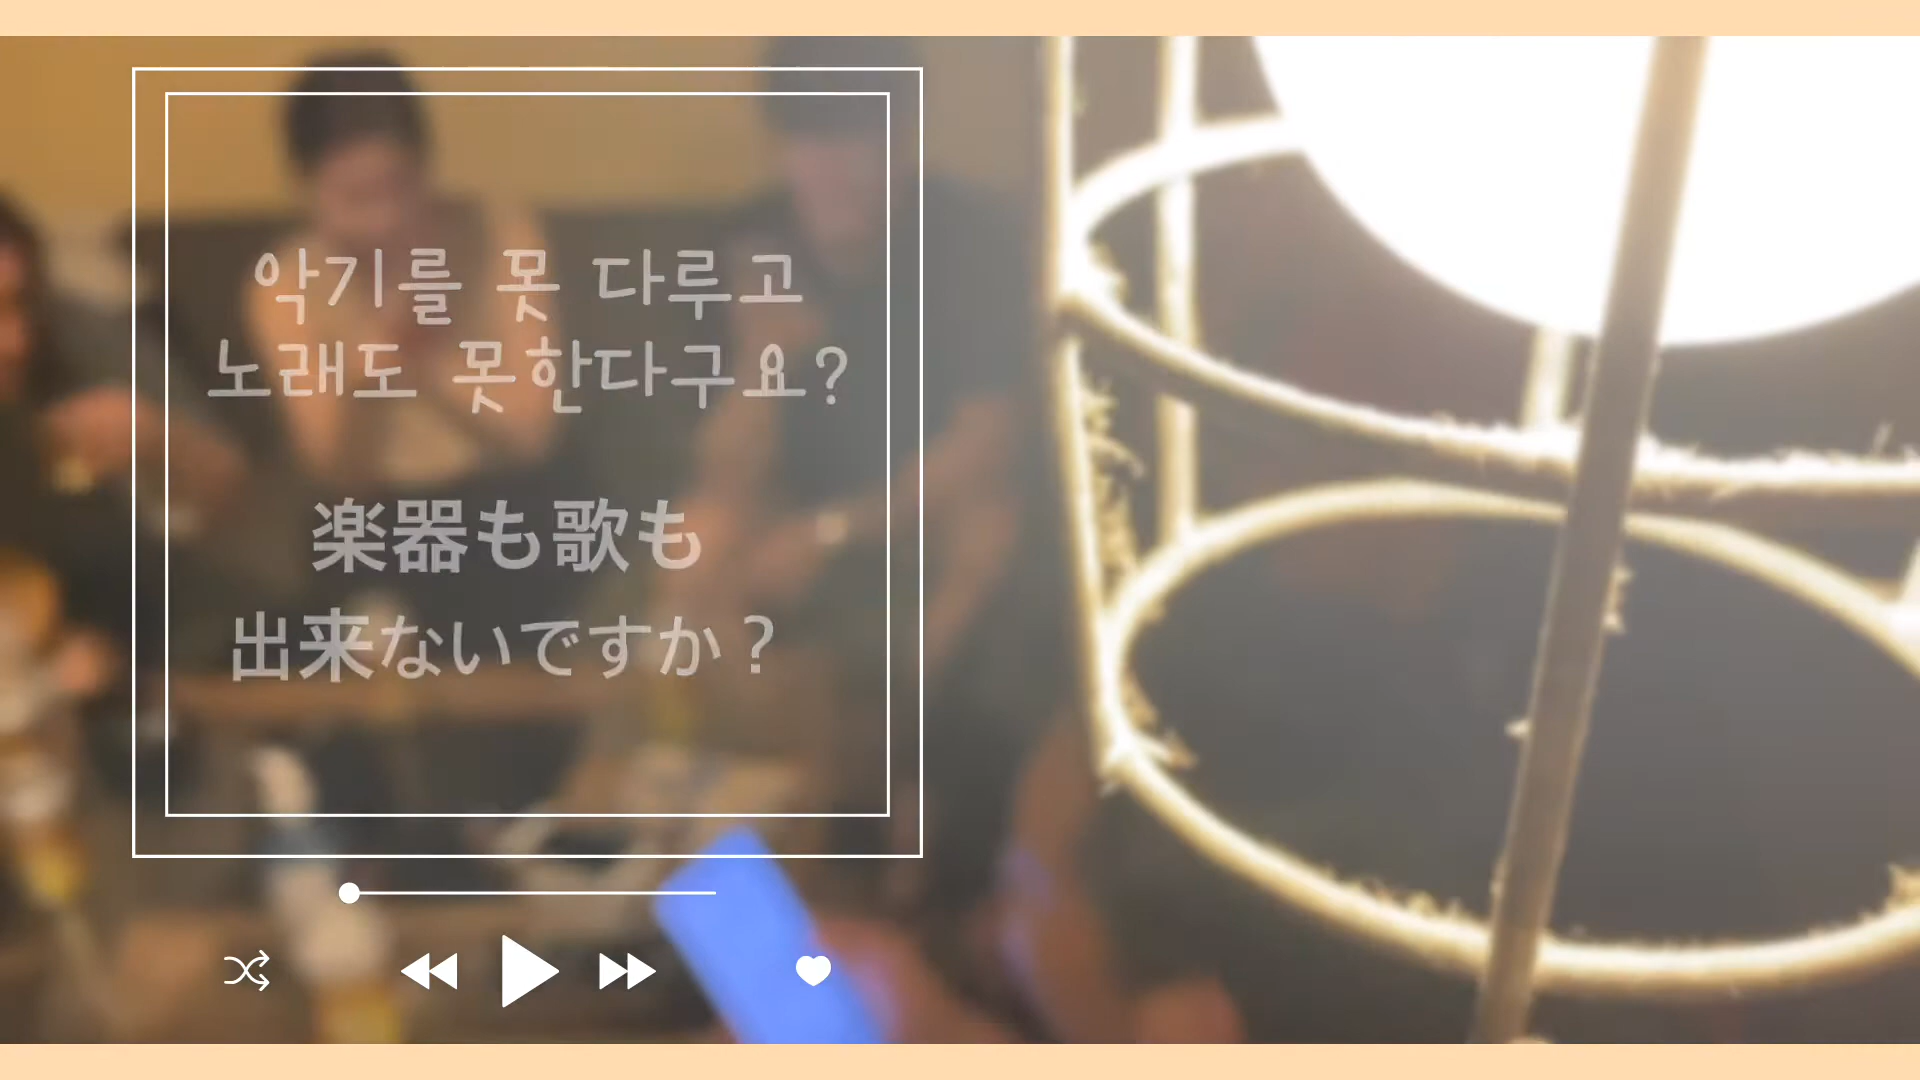 악기를 못 다루고
노래도 못한다구요?
楽器も歌も
出来ないですか？